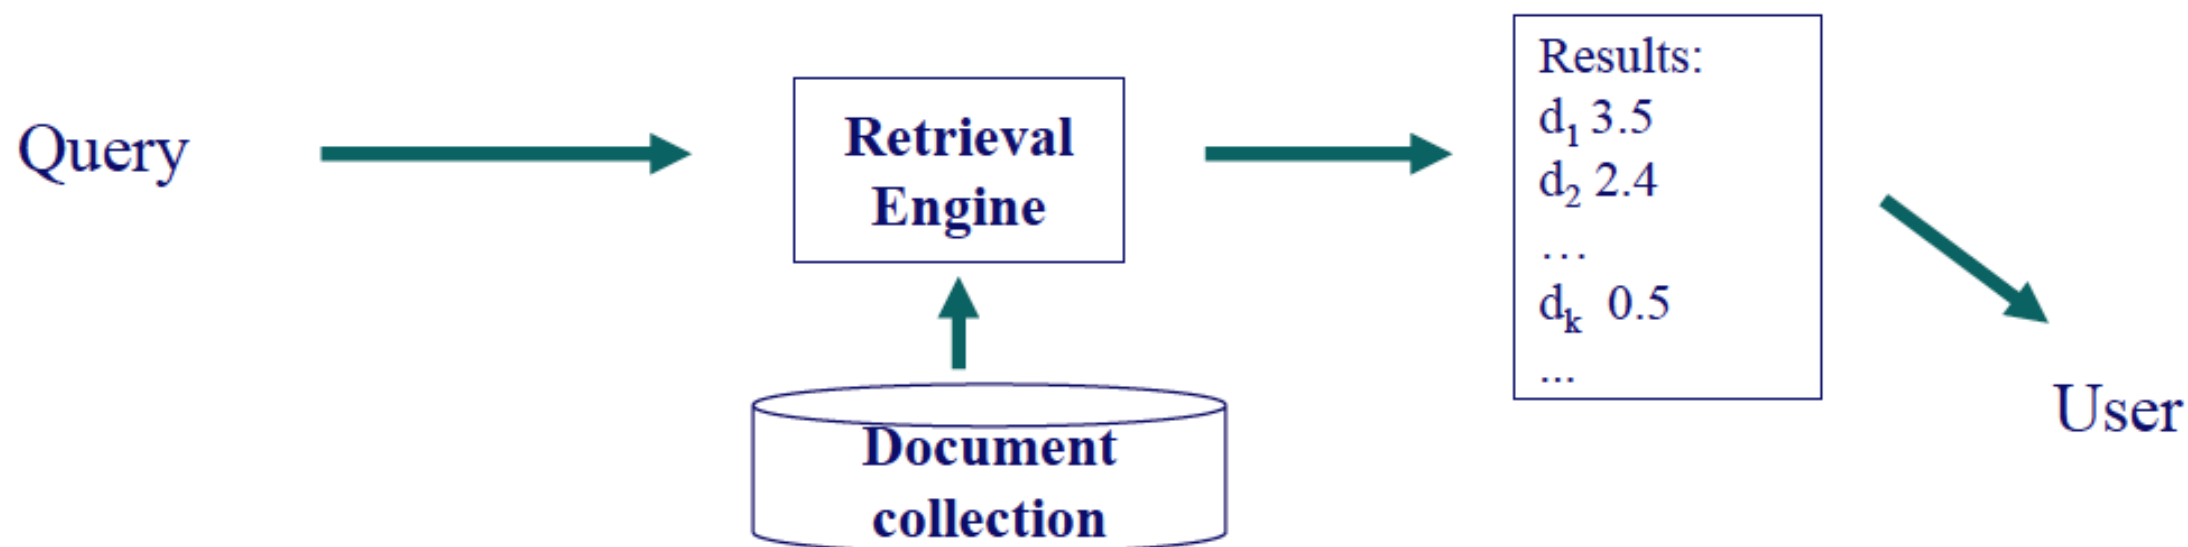 Query
Retrieval
Engine
Document
collection
Results:
d₁ 3.5
d₂ 2.4
…
dₖ 0.5
...
User